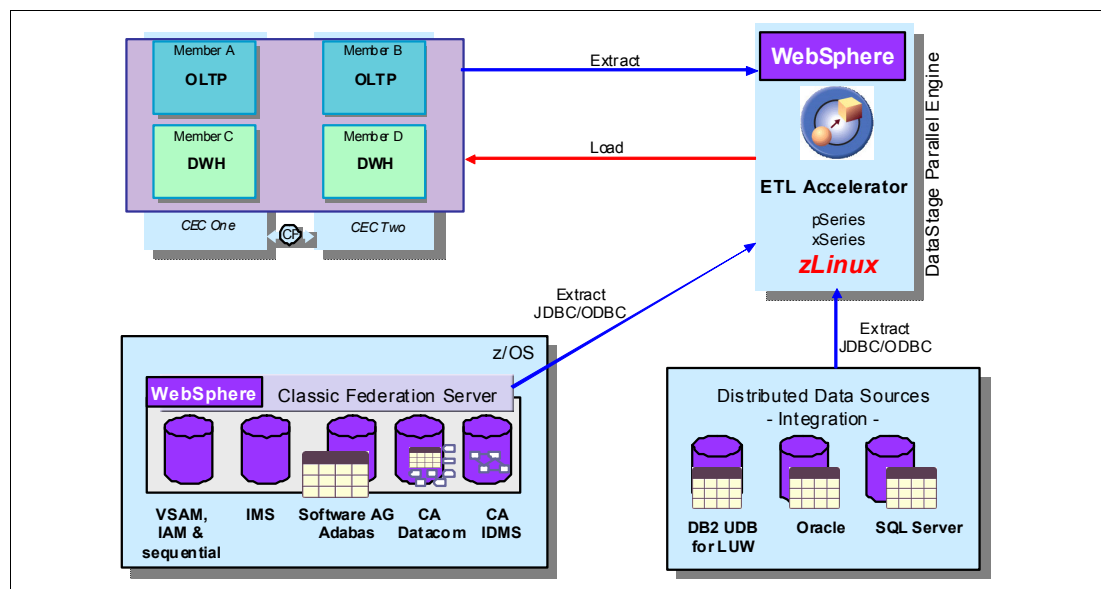 Member A
OLTP
Member B
OLTP
Member C
DWH
Member D
DWH
CEC One
CF
CEC Two
Extract
Load
WebSphere
ETL Accelerator
pSeries
xSeries
zLinux
DataStage Parallel Engine
Extract
JDBC/ODBC
Extract
JDBC/ODBC
z/OS
WebSphere
Classic Federation Server
VSAM,
IAM &
sequential
IMS
Software AG
Adabas
CA
Datacom
CA
IDMS
Distributed Data Sources
- Integration -
DB2 UDB
for LUW
Oracle
SQL Server